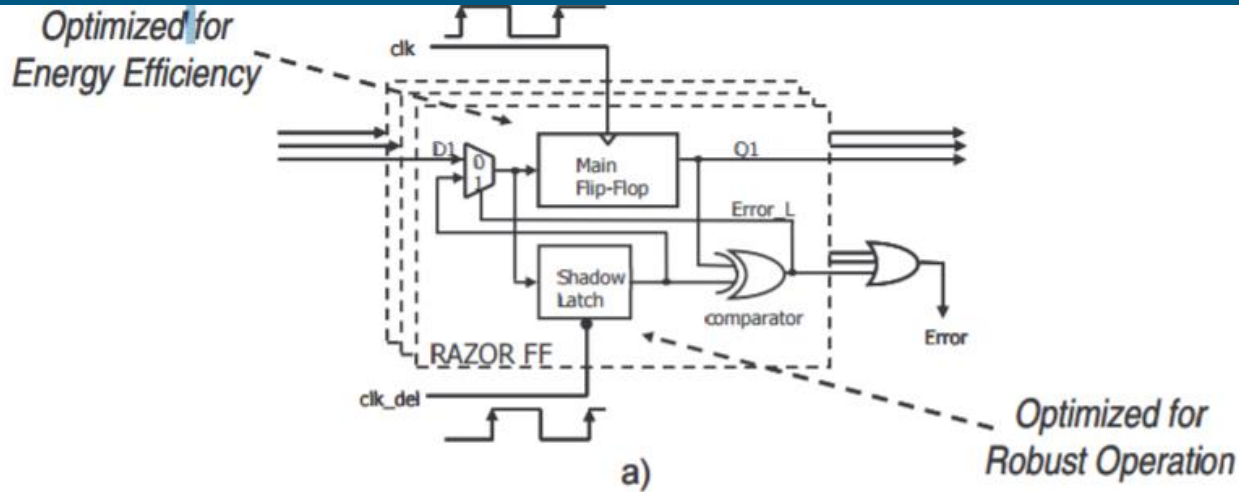 Optimized for
Energy Efficiency
clk
D1
0
1
Main
Flip-Flop
Q1
Error_L
Shadow
Latch
comparator
RAZOR FF
Error
clk_del
Optimized for
Robust Operation
a)